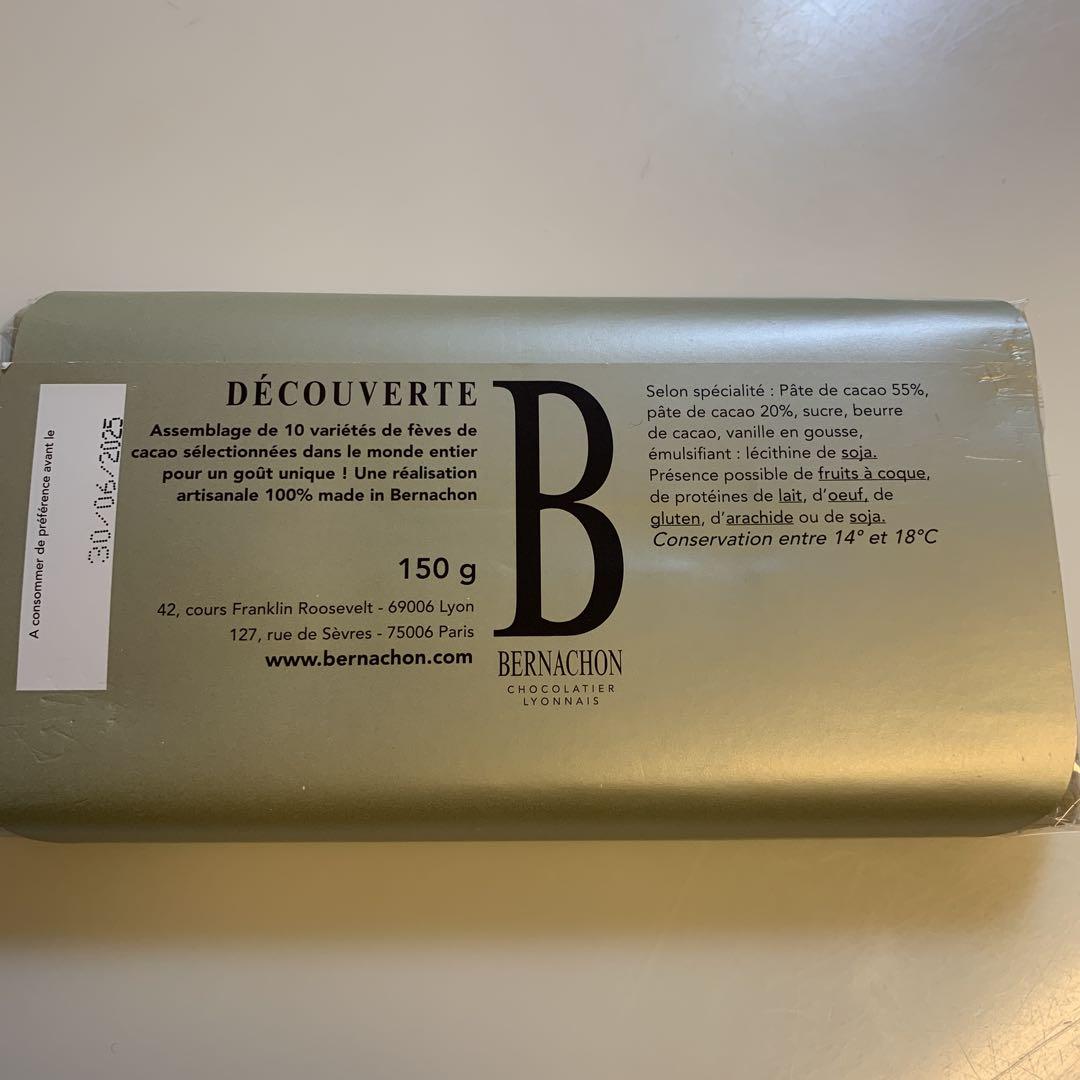 A consommer de préférence avant le
30/06/2025
DÉCOUVERTE
Assemblage de 10 variétés de fèves de
cacao sélectionnées dans le monde entier
pour un goût unique ! Une réalisation
artisanale 100% made in Bernachon
150 g
42, cours Franklin Roosevelt - 69006 Lyon
127, rue de Sèvres - 75006 Paris
www.bernachon.com
B
BERNACHON
CHOCOLATIER
LYONNAIS
Selon spécialité : Pâte de cacao 55%,
pâte de cacao 20%, sucre, beurre
de cacao, vanille en gousse,
émulsifiant : lécithine de soja.
Présence possible de fruits à coque,
de protéines de lait, d'oeuf, de
gluten, d'arachide ou de soja.
Conservation entre 14° et 18°C